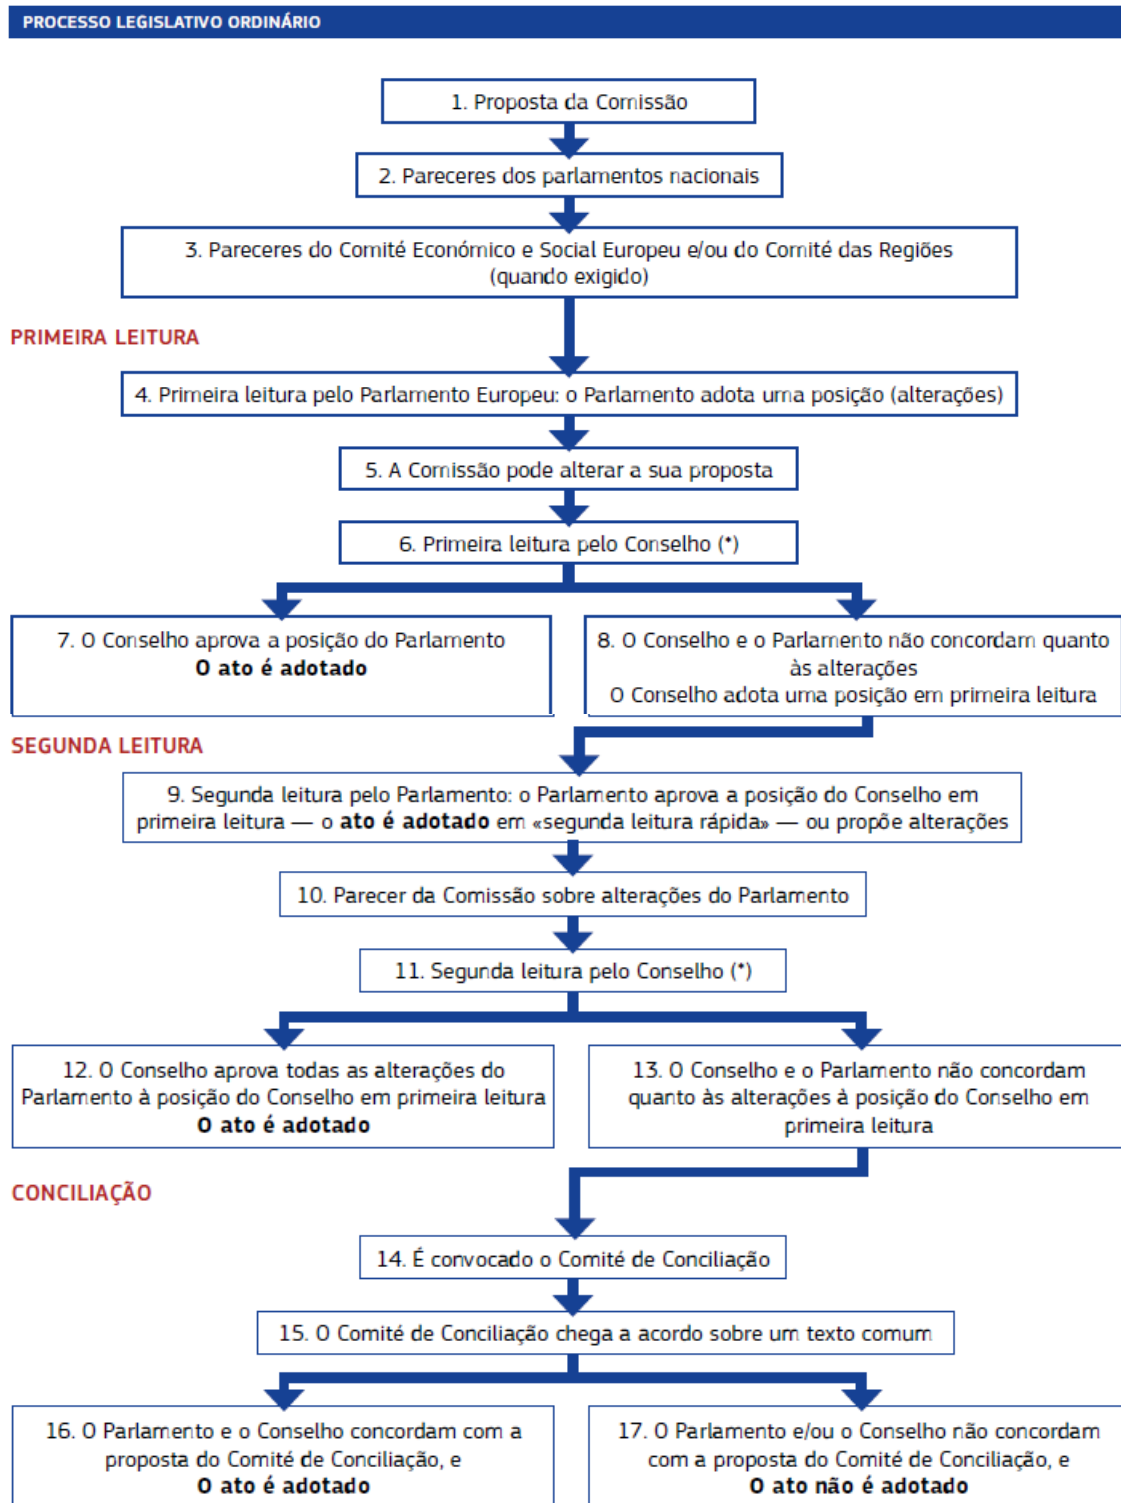 PROCESSO LEGISLATIVO ORDINÁRIO
1. Proposta da Comissão
2. Pareceres dos parlamentos nacionais
3. Pareceres do Comité Económico e Social Europeu e/ou do Comité das Regiões
(quando exigido)
PRIMEIRA LEITURA
4. Primeira leitura pelo Parlamento Europeu: o Parlamento adota uma posição (alterações)
5. A Comissão pode alterar a sua proposta
6. Primeira leitura pelo Conselho (*)
7. O Conselho aprova a posição do Parlamento
O ato é adotado
8. O Conselho e o Parlamento não concordam quanto
às alterações
O Conselho adota uma posição em primeira leitura
SEGUNDA LEITURA
9. Segunda leitura pelo Parlamento: o Parlamento aprova a posição do Conselho em
primeira leitura — o ato é adotado em «segunda leitura rápida» — ou propõe alterações
10. Parecer da Comissão sobre alterações do Parlamento
11. Segunda leitura pelo Conselho (*)
12. O Conselho aprova todas as alterações do
Parlamento à posição do Conselho em primeira leitura
O ato é adotado
13. O Conselho e o Parlamento não concordam
quanto às alterações à posição do Conselho em
primeira leitura
CONCILIAÇÃO
14. É convocado o Comité de Conciliação
15. O Comité de Conciliação chega a acordo sobre um texto comum
16. O Parlamento e o Conselho concordam com a
proposta do Comité de Conciliação, e
O ato é adotado
17. O Parlamento e/ou o Conselho não concordam
com a proposta do Comité de Conciliação, e
O ato não é adotado